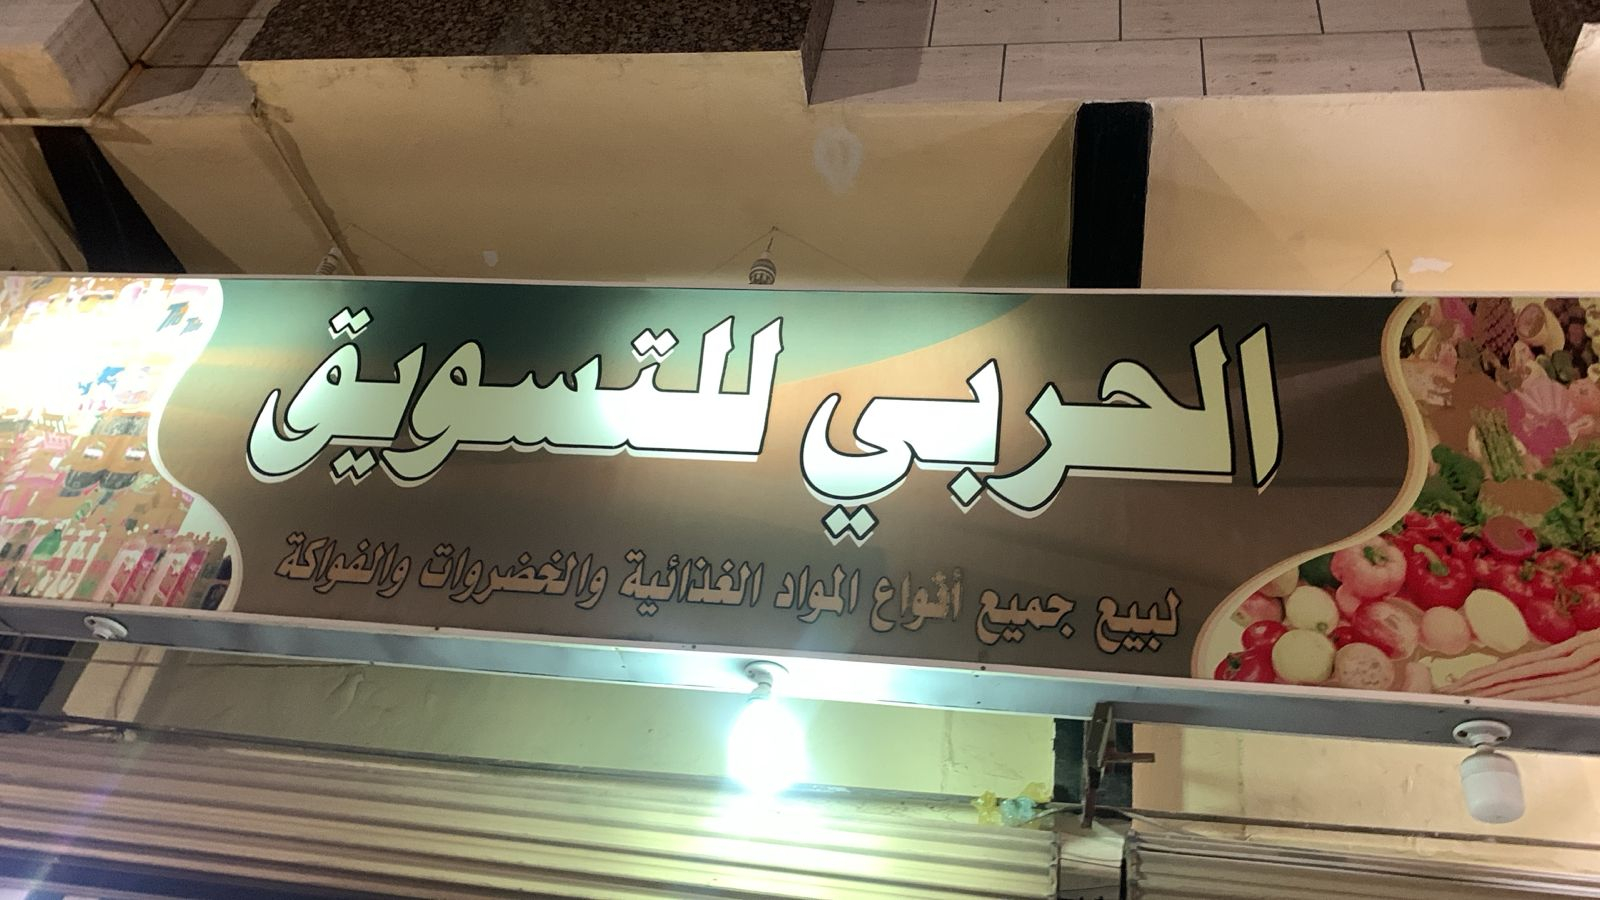 الحربي للتسويق
لبيع جميع أنواع المواد الغذائية والخضروات والفواكة